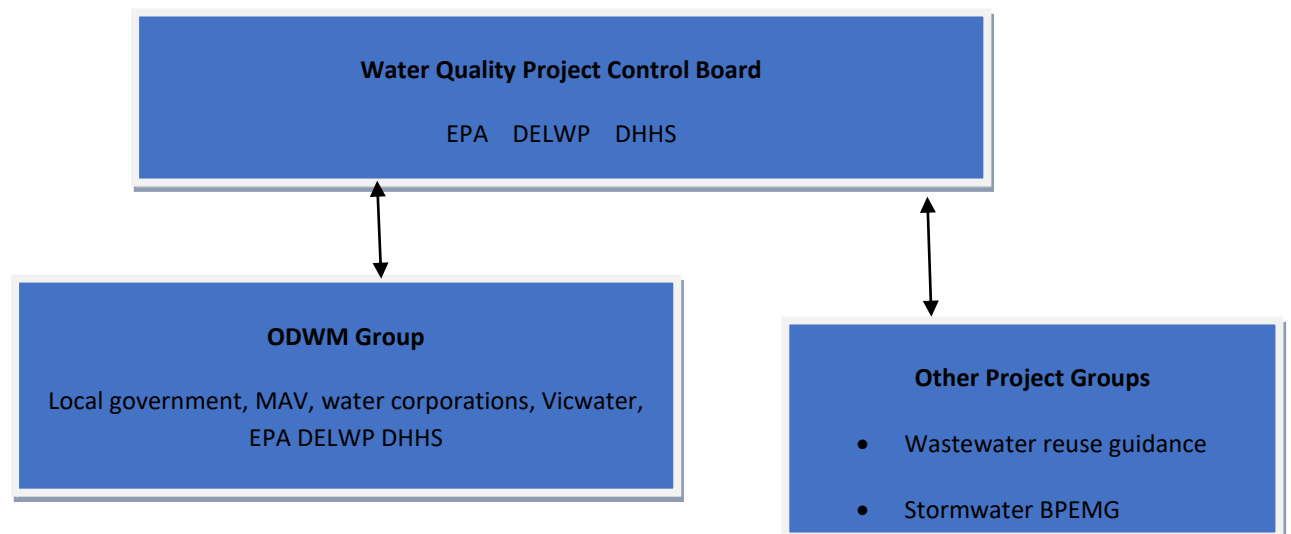 Water Quality Project Control Board
EPA DELWP DHHS
ODWM Group
Local government, MAV, water corporations, Vicwater,
EPA DELWP DHHS
Other Project Groups
• Wastewater reuse guidance
• Stormwater BPEMG